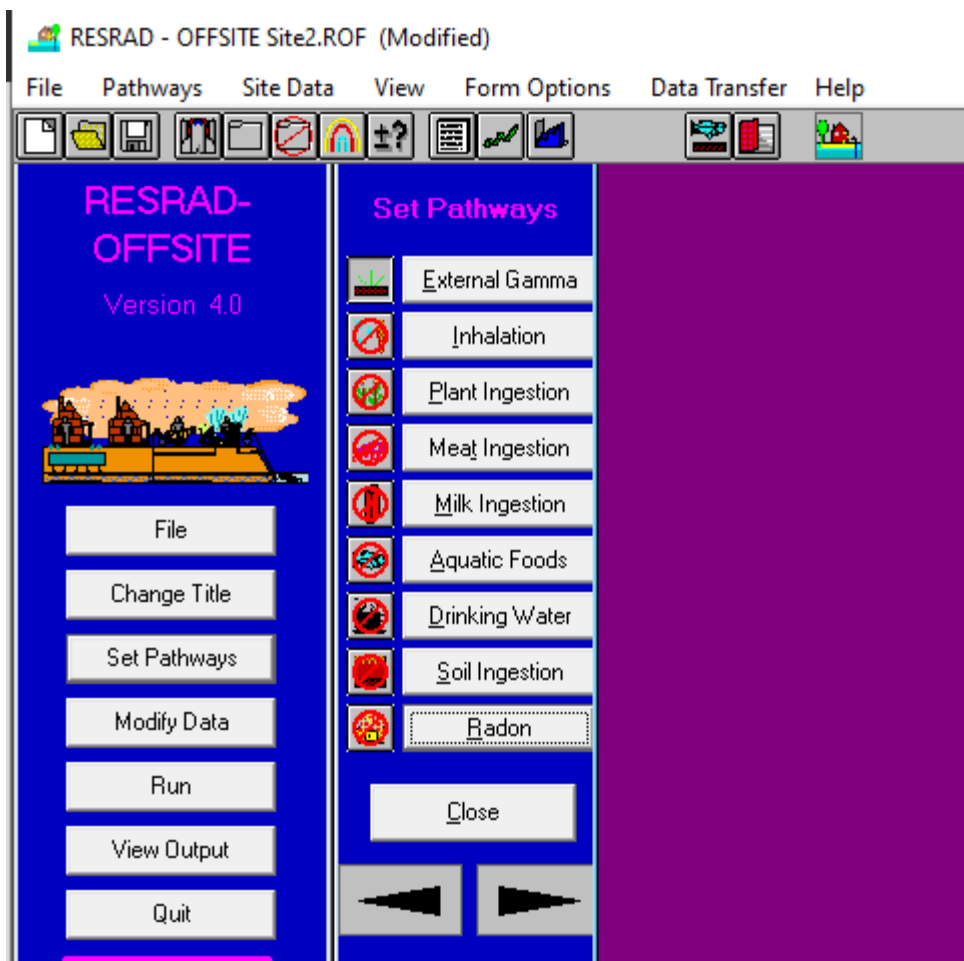 RESRAD - OFFSITE Site2.ROF (Modified)
File Pathways Site Data View Form Options Data Transfer Help
±?
RESRAD-
OFFSITE
Version 4.0
File
Change Title
Set Pathways
Modify Data
Run
View Output
Quit
Set Pathways
External Gamma
Inhalation
Plant Ingestion
Meat Ingestion
Milk Ingestion
Aquatic Foods
Drinking Water
Soil Ingestion
Radon
Close